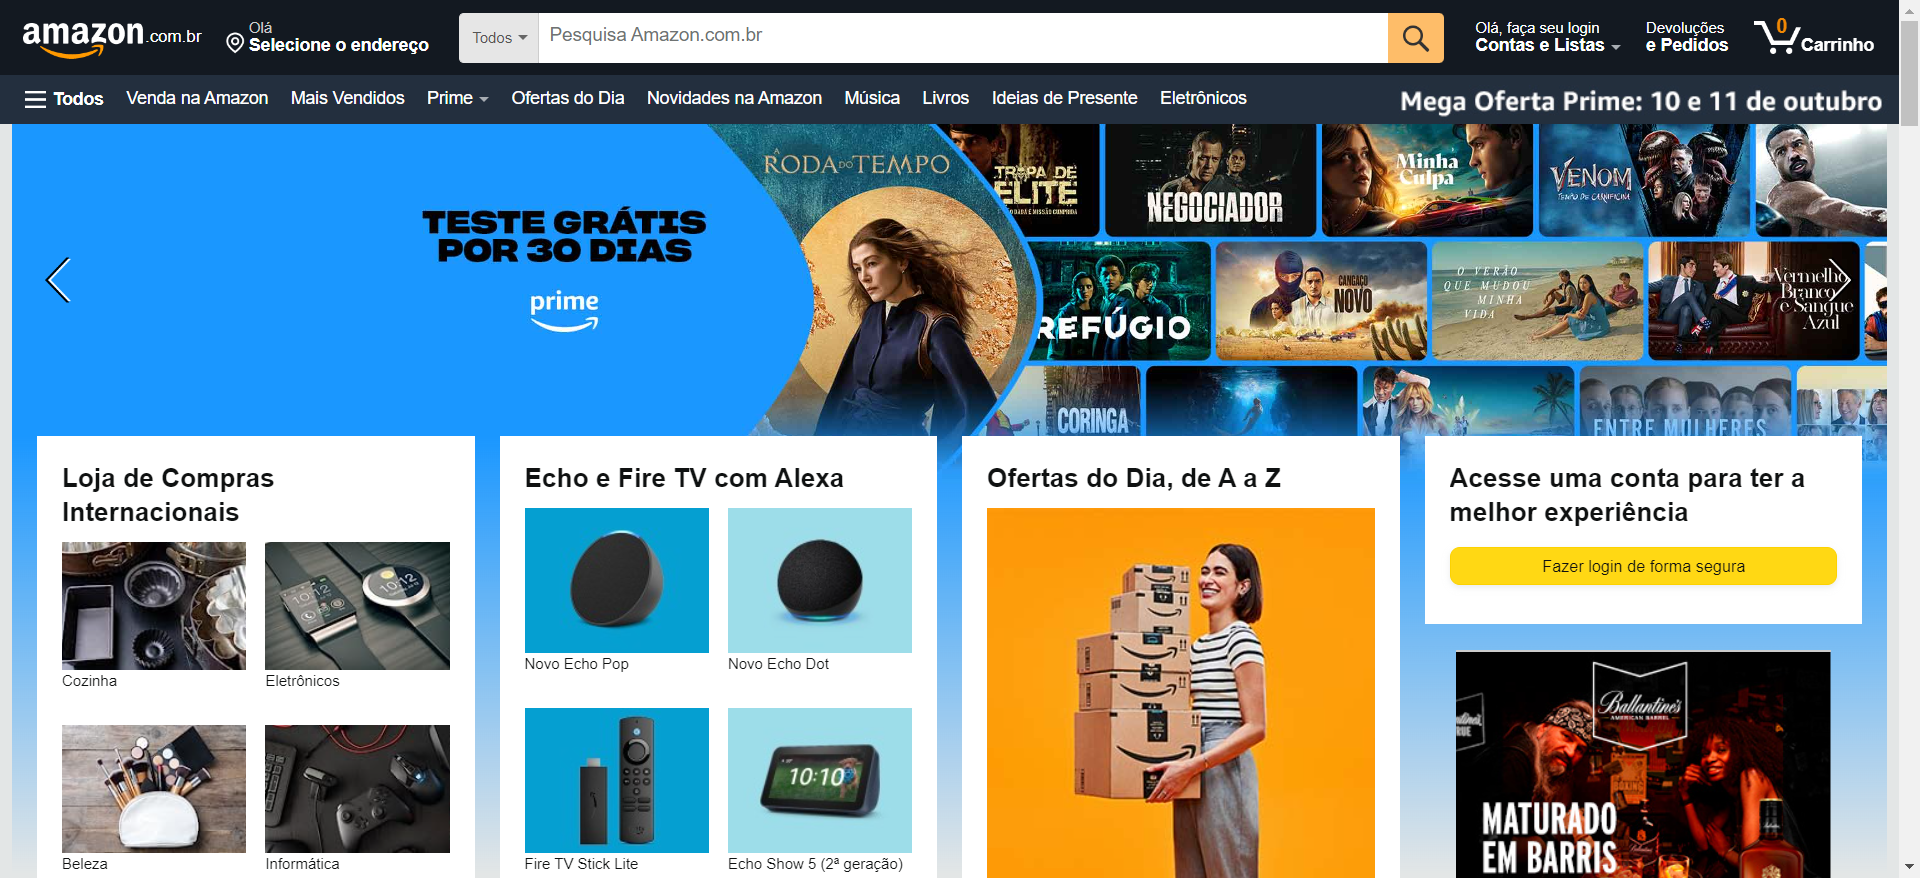 amazon.com.br
Olá
Selecione o endereço
Todos
Pesquisa Amazon.com.br
Olá, faça seu login
Contas e Listas
Devoluções
e Pedidos
0
Carrinho
Todos
Venda na Amazon
Mais Vendidos
Prime
Ofertas do Dia
Novidades na Amazon
Música
Livros
Ideias de Presente
Eletrônicos
Mega Oferta Prime: 10 e 11 de outubro
TESTE GRÁTIS
POR 30 DIAS
prime
A RODA DO TEMPO
TROPA DE
ELITE
NEGOCIADOR
Minha
Culpa
VENOM
TEMPO DE CARNIFICINA
REFÚGIO
CANGAÇO
NOVO
O VERÃO
QUE MUDOU
MINHA
VIDA
Vermelho
Branco
e Sangue
Azul
CORINGA
ENTRE MULHERES
Loja de Compras
Internacionais
Cozinha
Eletrônicos
Beleza
Informática
Echo e Fire TV com Alexa
Novo Echo Pop
Novo Echo Dot
10:10
Fire TV Stick Lite
Echo Show 5 (2ª geração)
Ofertas do Dia, de A a Z
Acesse uma conta para ter a
melhor experiência
Fazer login de forma segura
Ballantine's
AMERICAN BARREL
MATURADO
EM BARRIS